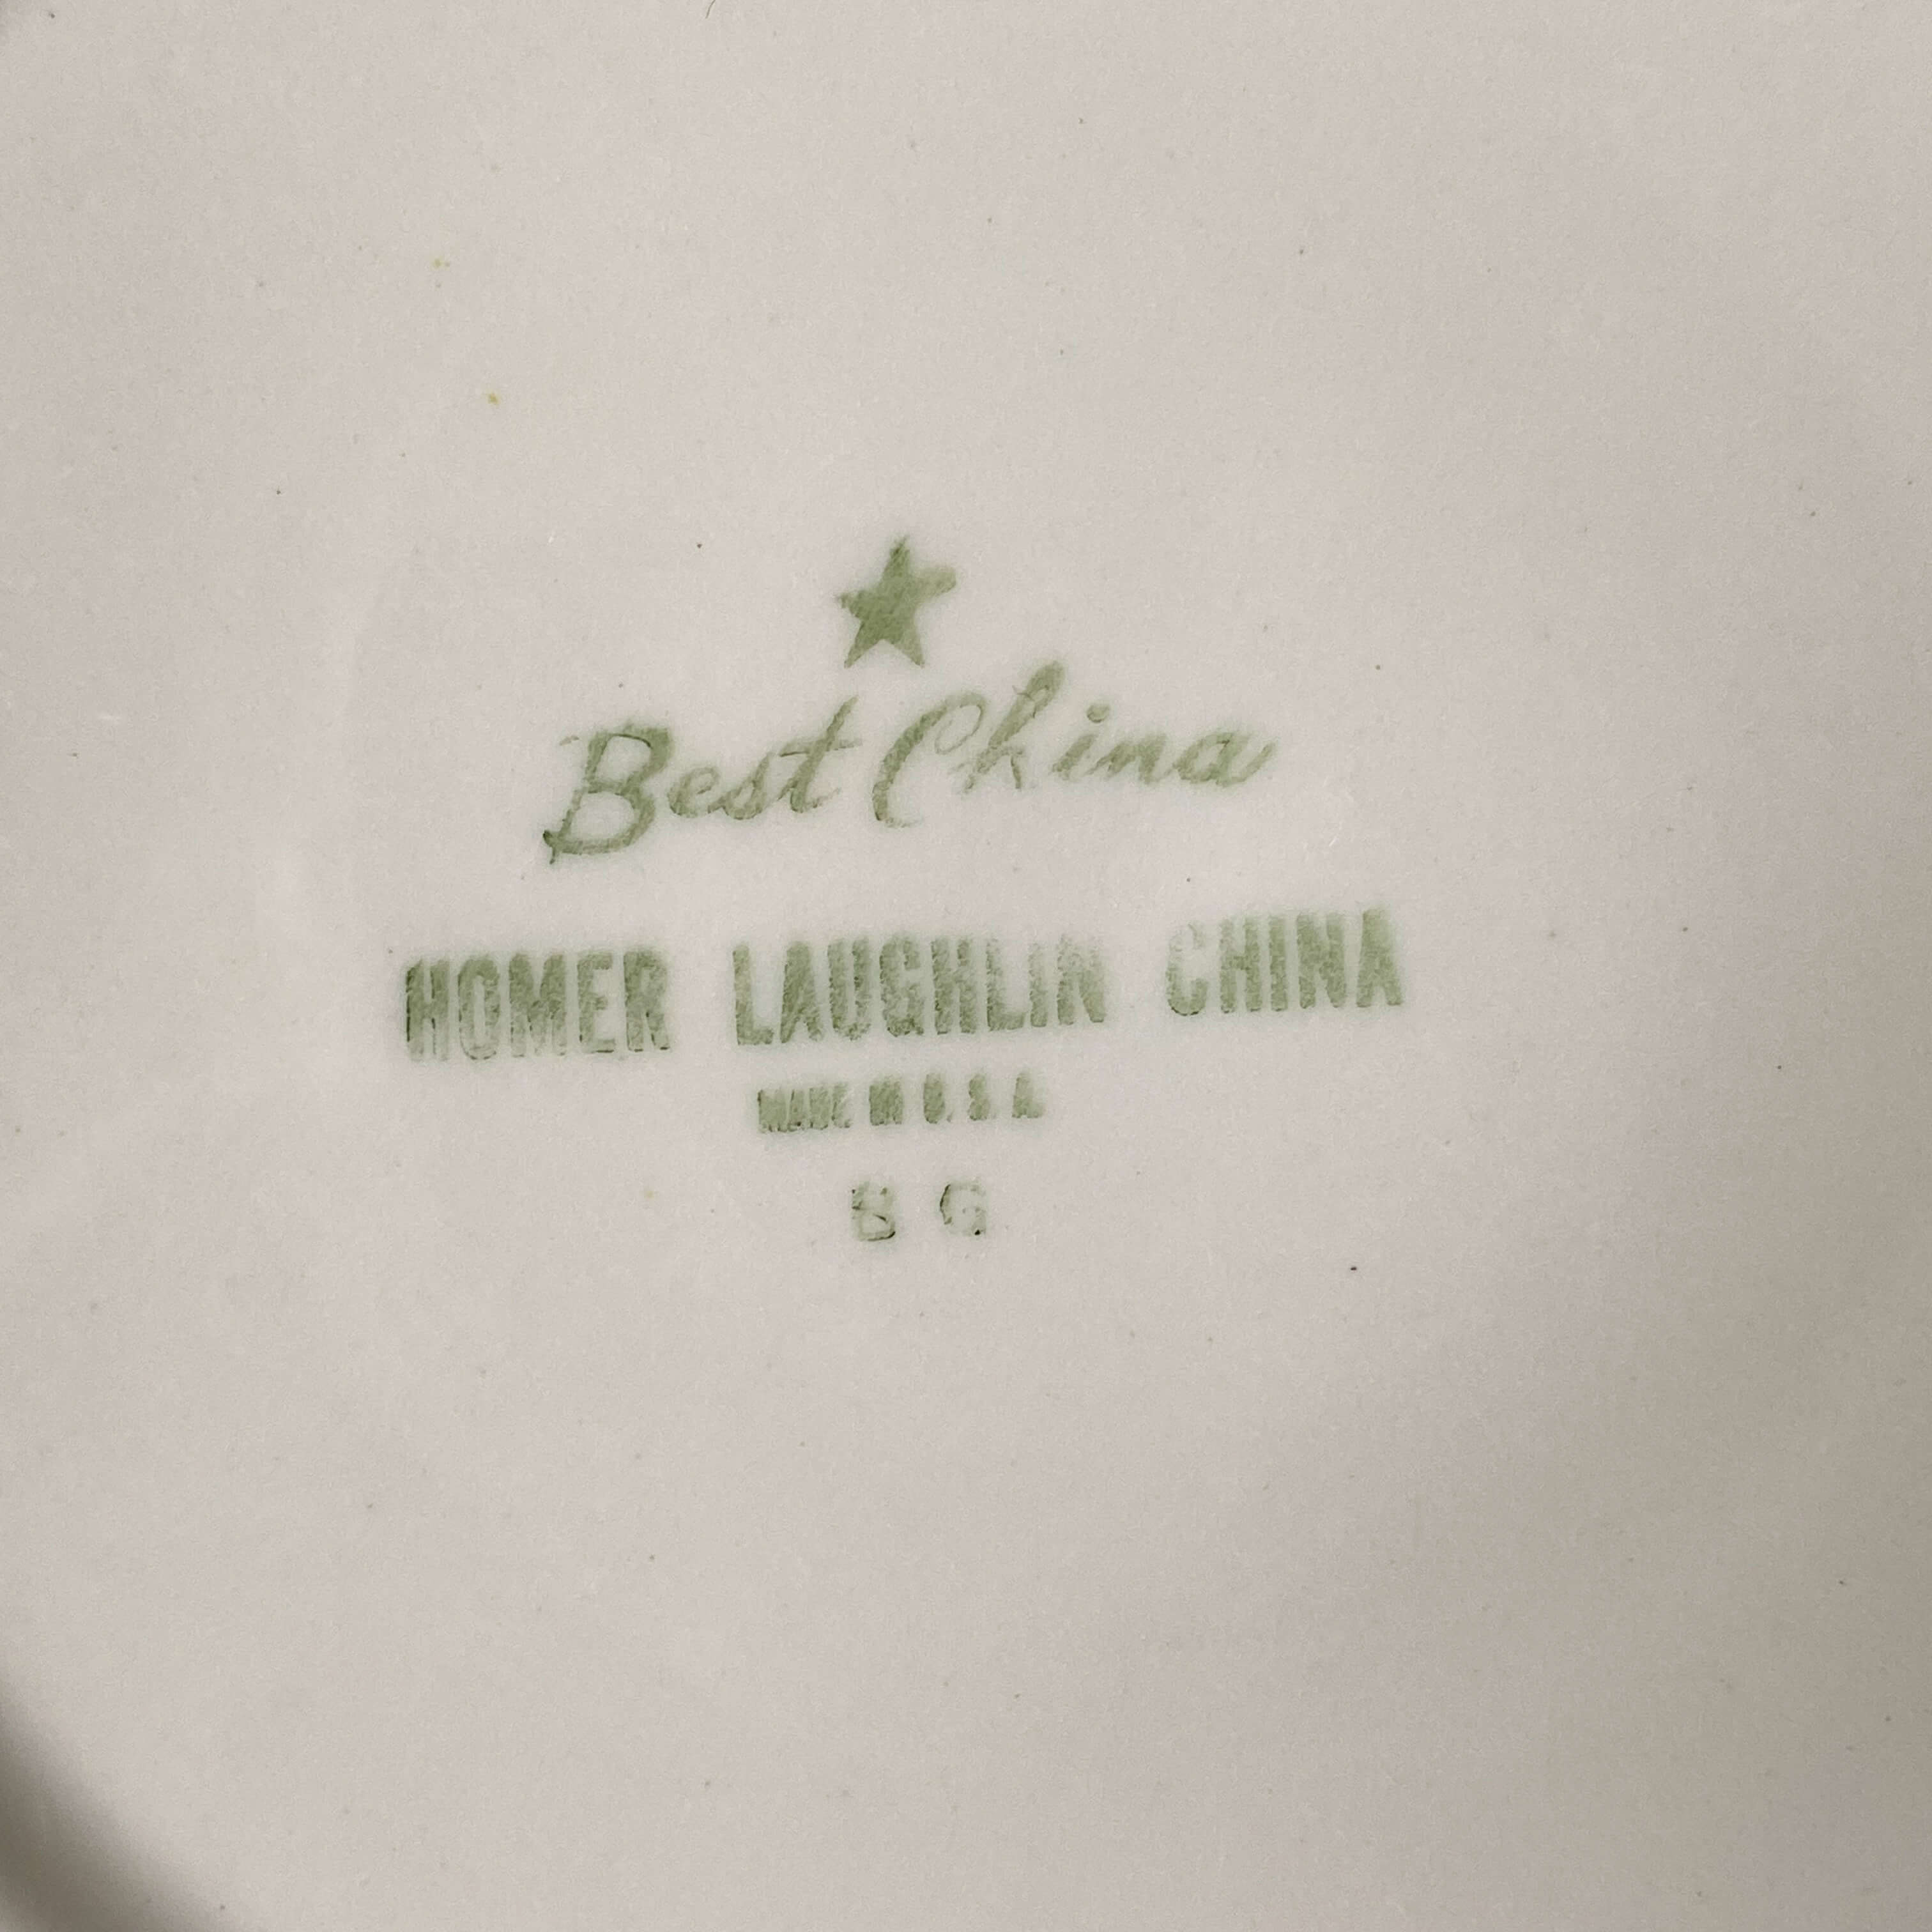 Best China
HOMER LAUGHLIN CHINA
MADE IN U.S.A.